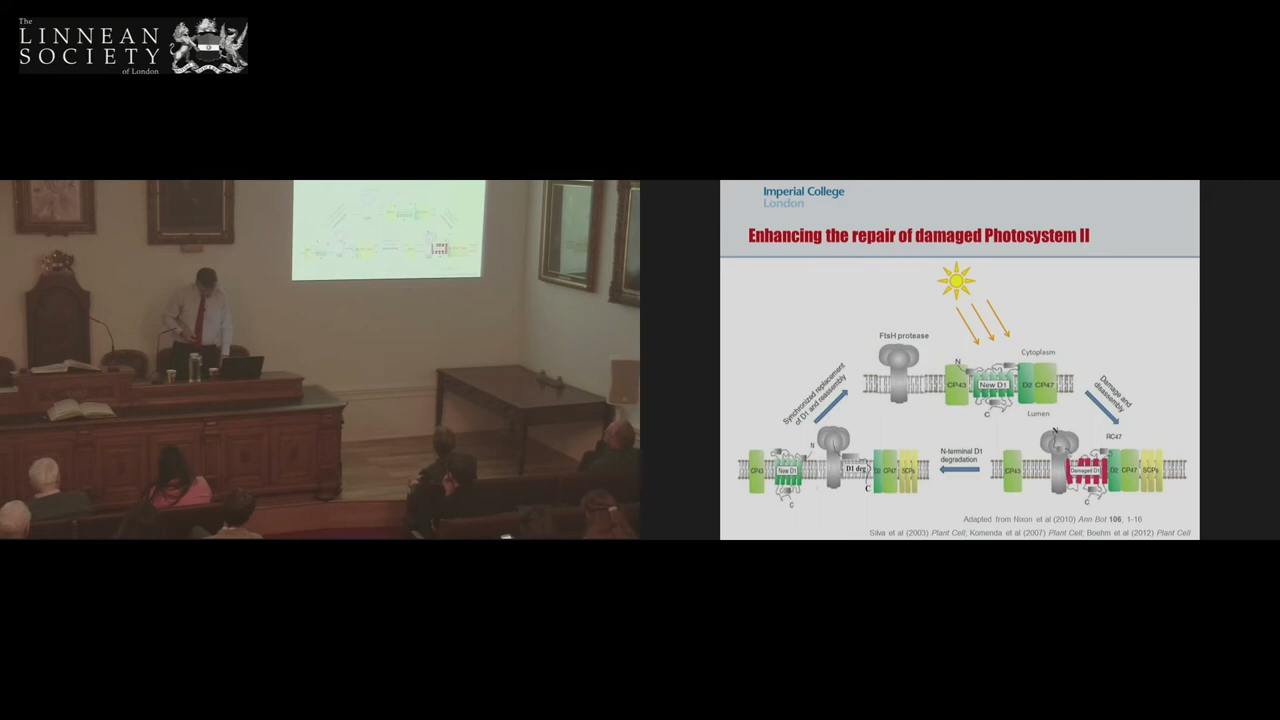 The
LINNEAN
SOCIETY
of London
Imperial College
London
Enhancing the repair of damaged Photosystem II
FtsH protease
Cytoplasm
N
CP43
New D1
D2
CP47
C
Lumen
Synchronized replacement
of D1 and reassembly
Damage and
disassembly
RC47
N
N
N-terminal D1
degradation
CP43
New D1
D1 deg
D2
CP47
SCPs
C
C
CP43
Damaged D1
D2
CP47
SCPs
C
Adapted from Nixon et al (2010) Ann Bot 106, 1-16
Silva et al (2003) Plant Cell; Komenda et al (2007) Plant Cell; Boehm et al (2012) Plant Cell